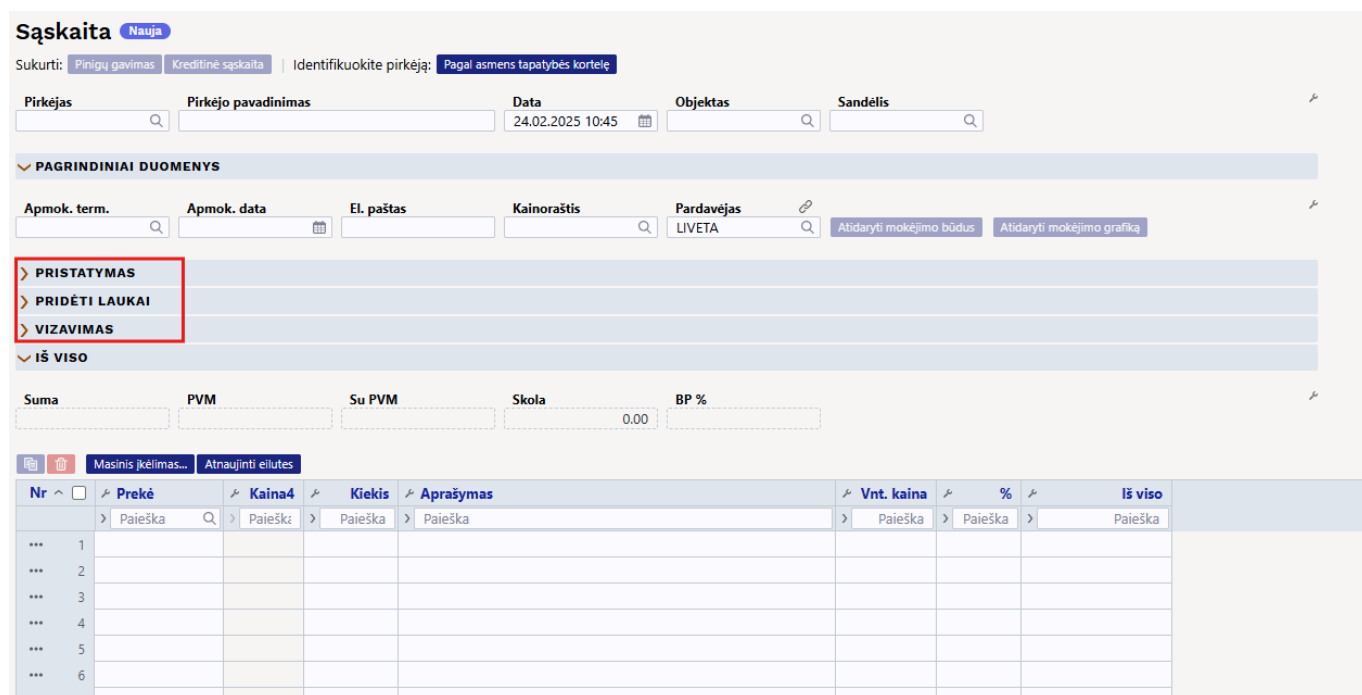 Sąskaita Nauja
Sukurti: Pinigų gavimas Kreditinė sąskaita | Identifikuokite pirkėją: Pagal asmens tapatybės kortelę
Pirkėjas Pirkėjo pavadinimas Data Objektas Sandėlis
24.02.2025 10:45
PAGRINDINIAI DUOMENYS
Apmok. term. Apmok. data El. paštas Kainoraštis Pardavėjas
LIVETA Atidaryti mokėjimo būdus Atidaryti mokėjimo grafiką
PRISTATYMAS
PRIDĖTI LAUKAI
VIZAVIMAS
IŠ VISO
Suma PVM Su PVM Skola BP %
0.00
Masinis įkėlimas... Atnaujinti eilutes
Nr Prekė Kaina4 Kiekis Aprašymas Vnt. kaina % Iš viso
Paieška Paieška Paieška Paieška Paieška Paieška Paieška
1
2
3
4
5
6